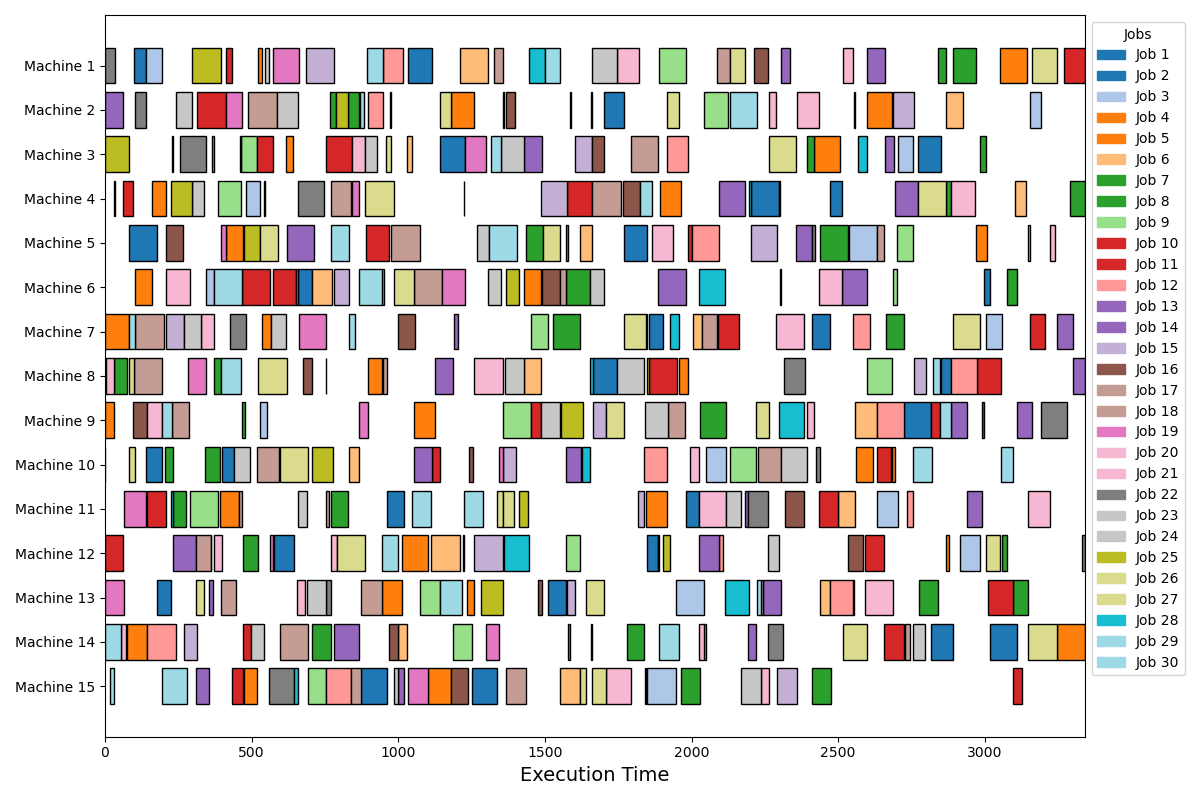 Machine 1
Machine 2
Machine 3
Machine 4
Machine 5
Machine 6
Machine 7
Machine 8
Machine 9
Machine 10
Machine 11
Machine 12
Machine 13
Machine 14
Machine 15
0 500 1000 1500 2000 2500 3000
Execution Time
Jobs
Job 1
Job 2
Job 3
Job 4
Job 5
Job 6
Job 7
Job 8
Job 9
Job 10
Job 11
Job 12
Job 13
Job 14
Job 15
Job 16
Job 17
Job 18
Job 19
Job 20
Job 21
Job 22
Job 23
Job 24
Job 25
Job 26
Job 27
Job 28
Job 29
Job 30